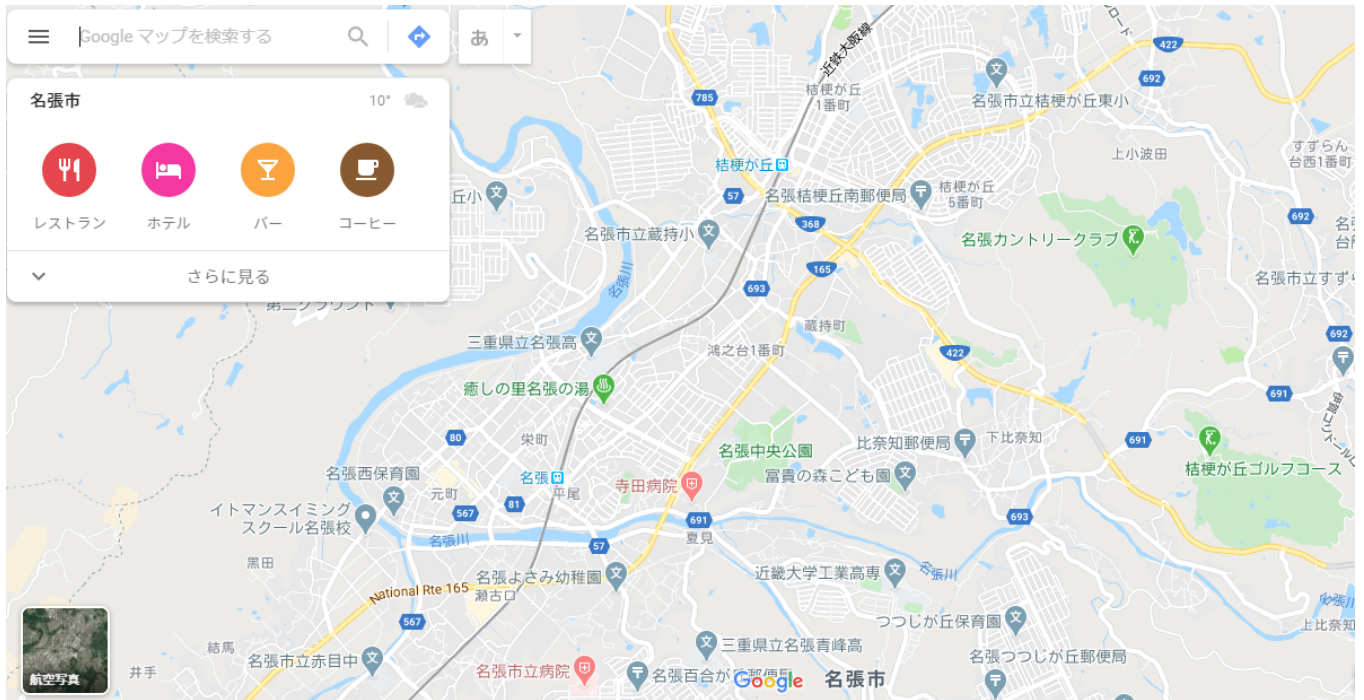 Google マップを検索する
あ
名張市
10°
レストラン
ホテル
バー
コーヒー
さらに見る
近鉄大阪線
422
692
785
桔梗が丘
1番町
名張市立桔梗が丘東小
上小波田
すずらん
台西1番町
桔梗が丘
57
名張桔梗丘南郵便局
桔梗が丘
5番町
丘小
368
692
名張市立蔵持小
名張カントリークラブ
165
名張川
693
名張市立すず
第二グラウンド
蔵持町
692
三重県立名張高
鴻之台1番町
422
癒しの里名張の湯
691
80
栄町
691
名張中央公園
比奈知郵便局
下比奈知
桔梗が丘ゴルフコース
名張西保育園
名張
寺田病院
富貴の森こども園
元町
平尾
81
イトマンスイミング
スクール名張校
567
691
693
夏見
名張川
57
黒田
名張よさみ幼稚園
近畿大学工業高専
名張川
National Rte 165
瀬古口
567
つつじが丘保育園
上比奈知
結馬
三重県立名張青峰高
井手
名張市立赤目中
名張市立病院
名張つつじが丘郵便局
名張百合が
Google
名張市
航空写真